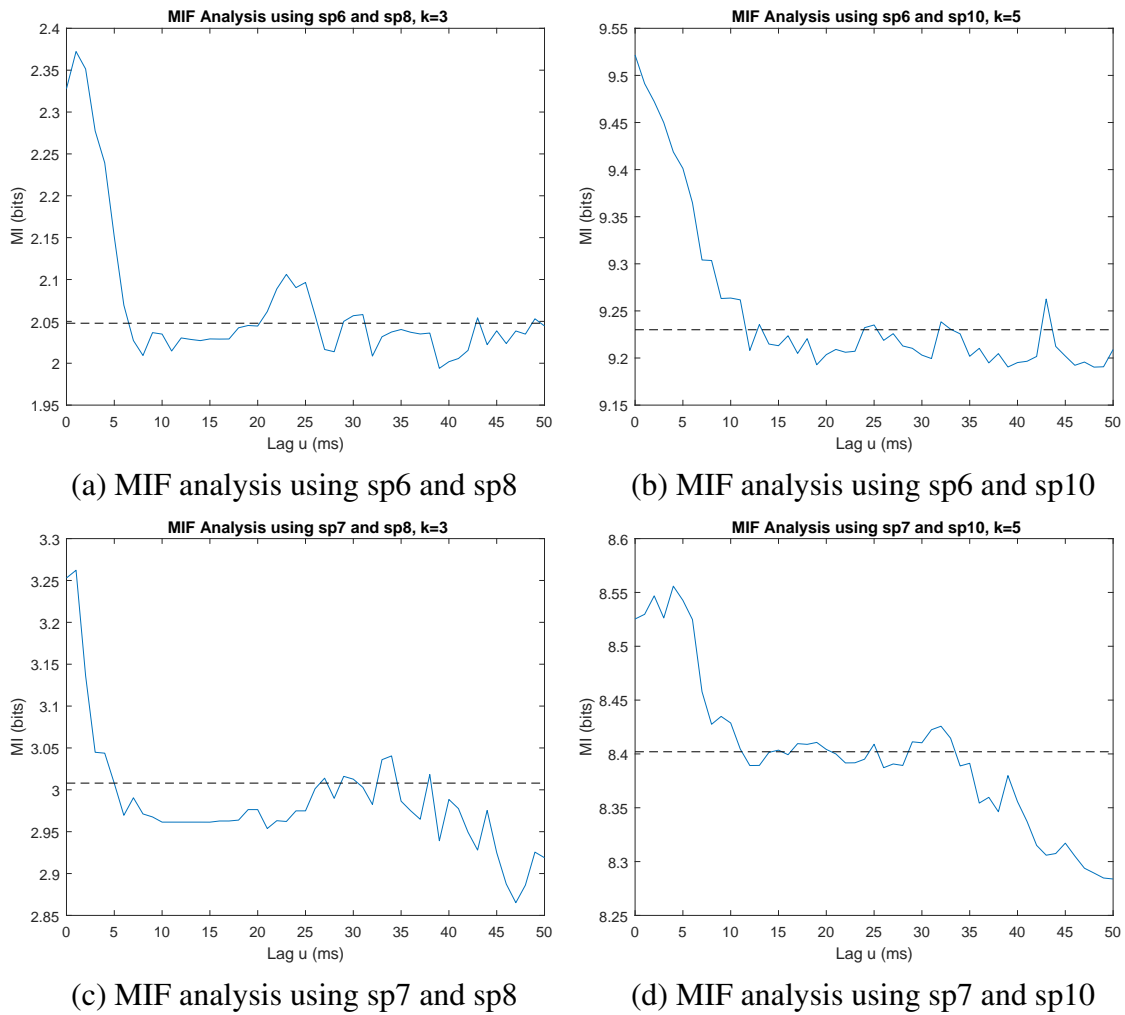 MIF Analysis using sp6 and sp8, k=3
2.4
2.35
2.3
2.25
2.2
2.15
2.1
2.05
2
1.95
MI (bits)
0 5 10 15 20 25 30 35 40 45 50
Lag u (ms)
(a) MIF analysis using sp6 and sp8
MIF Analysis using sp6 and sp10, k=5
9.55
9.5
9.45
9.4
9.35
9.3
9.25
9.2
9.15
MI (bits)
0 5 10 15 20 25 30 35 40 45 50
Lag u (ms)
(b) MIF analysis using sp6 and sp10
MIF Analysis using sp7 and sp8, k=3
3.3
3.25
3.2
3.15
3.1
3.05
3
2.95
2.9
2.85
MI (bits)
0 5 10 15 20 25 30 35 40 45 50
Lag u (ms)
(c) MIF analysis using sp7 and sp8
MIF Analysis using sp7 and sp10, k=5
8.6
8.55
8.5
8.45
8.4
8.35
8.3
8.25
MI (bits)
0 5 10 15 20 25 30 35 40 45 50
Lag u (ms)
(d) MIF analysis using sp7 and sp10